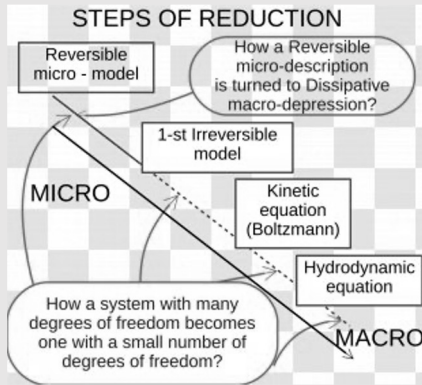 STEPS OF REDUCTION
Reversible
micro - model
How a Reversible
micro-description
is turned to Dissipative
macro-depression?
1-st Irreversible
model
MICRO
Kinetic
equation
(Boltzmann)
Hydrodynamic
equation
How a system with many
degrees of freedom becomes
one with a small number of
degrees of freedom?
MACRO